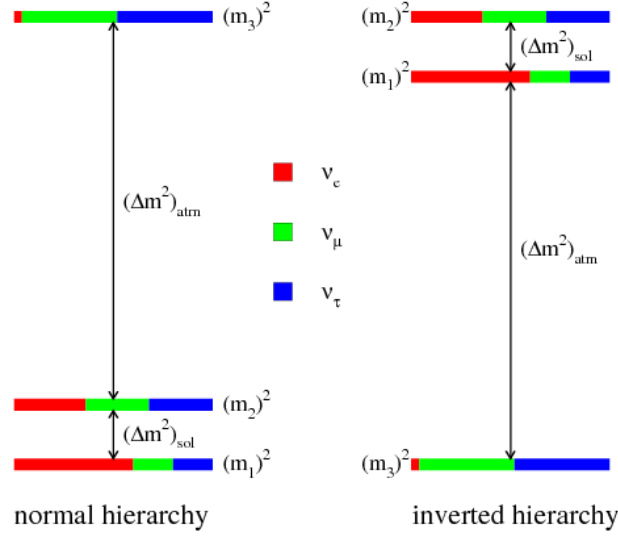 (m₃)²
(m₂)²
(Δm²)sol
(m₁)²
(Δm²)atm
νe
νμ
ντ
(Δm²)atm
(m₂)²
(Δm²)sol
(m₁)²
(m₃)²
normal hierarchy
inverted hierarchy